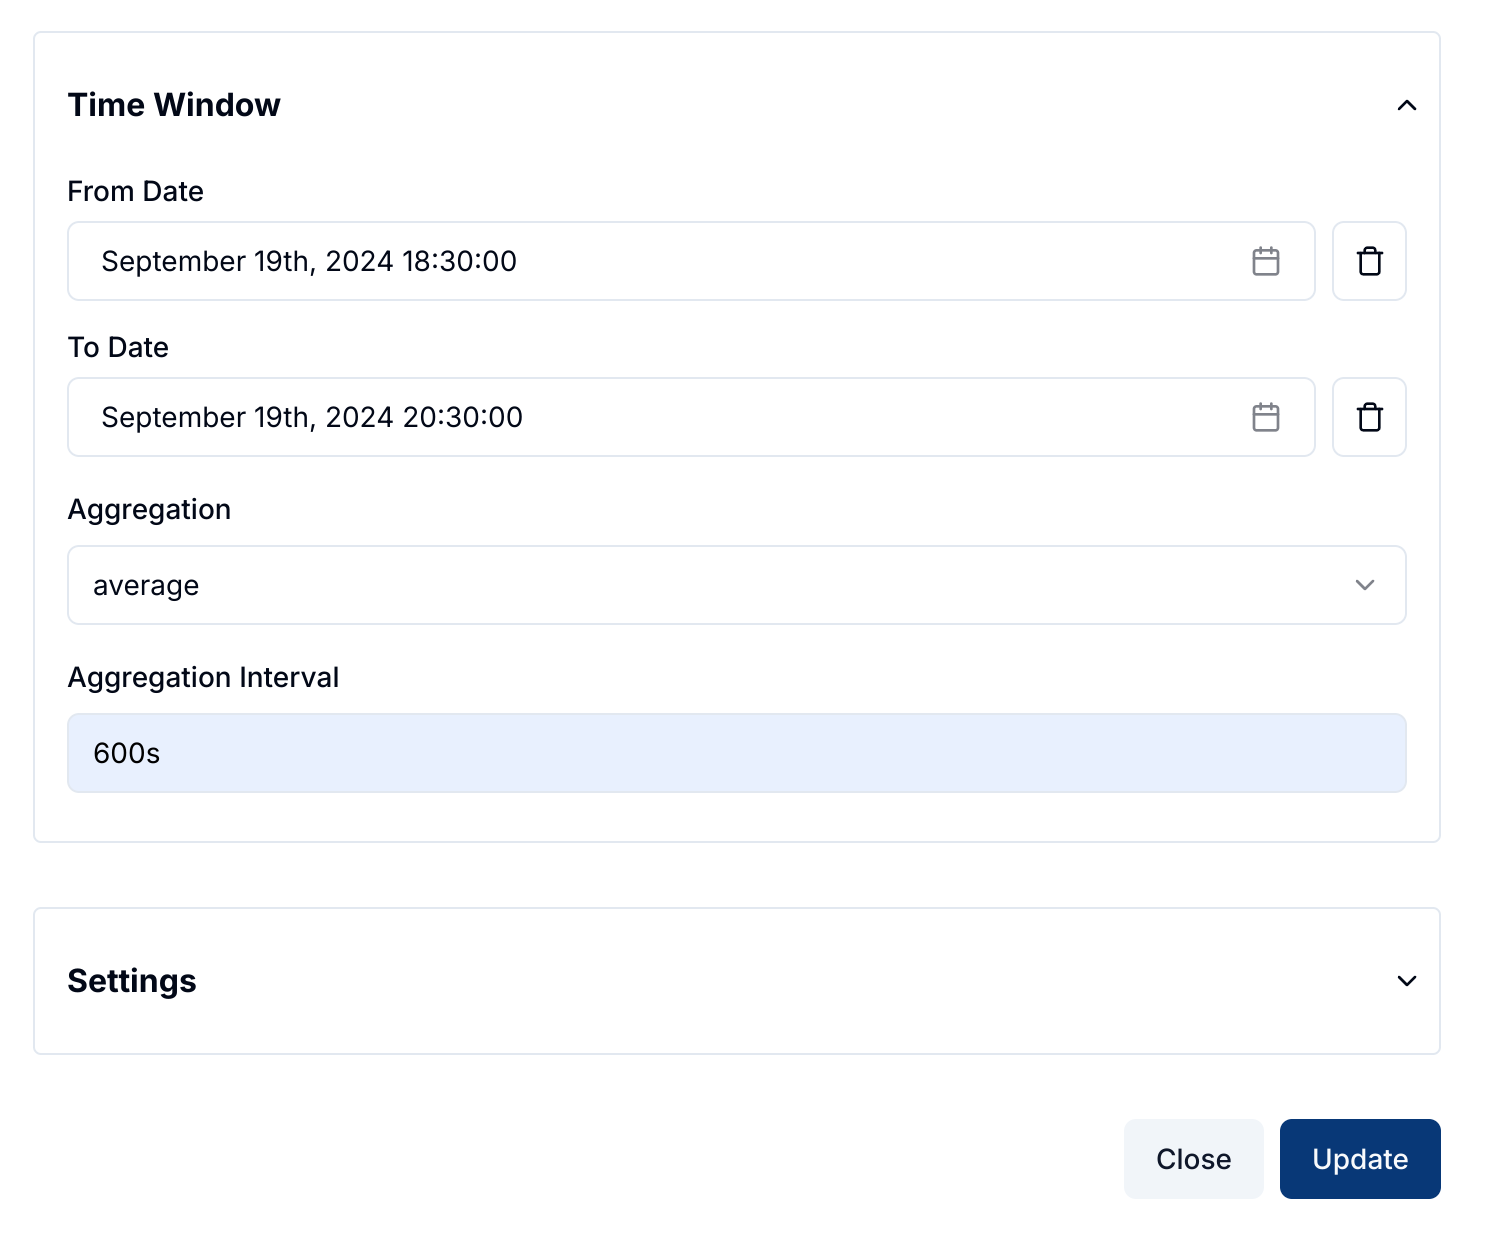 Time Window
From Date
September 19th, 2024 18:30:00
To Date
September 19th, 2024 20:30:00
Aggregation
average
Aggregation Interval
600s
Settings
Close
Update